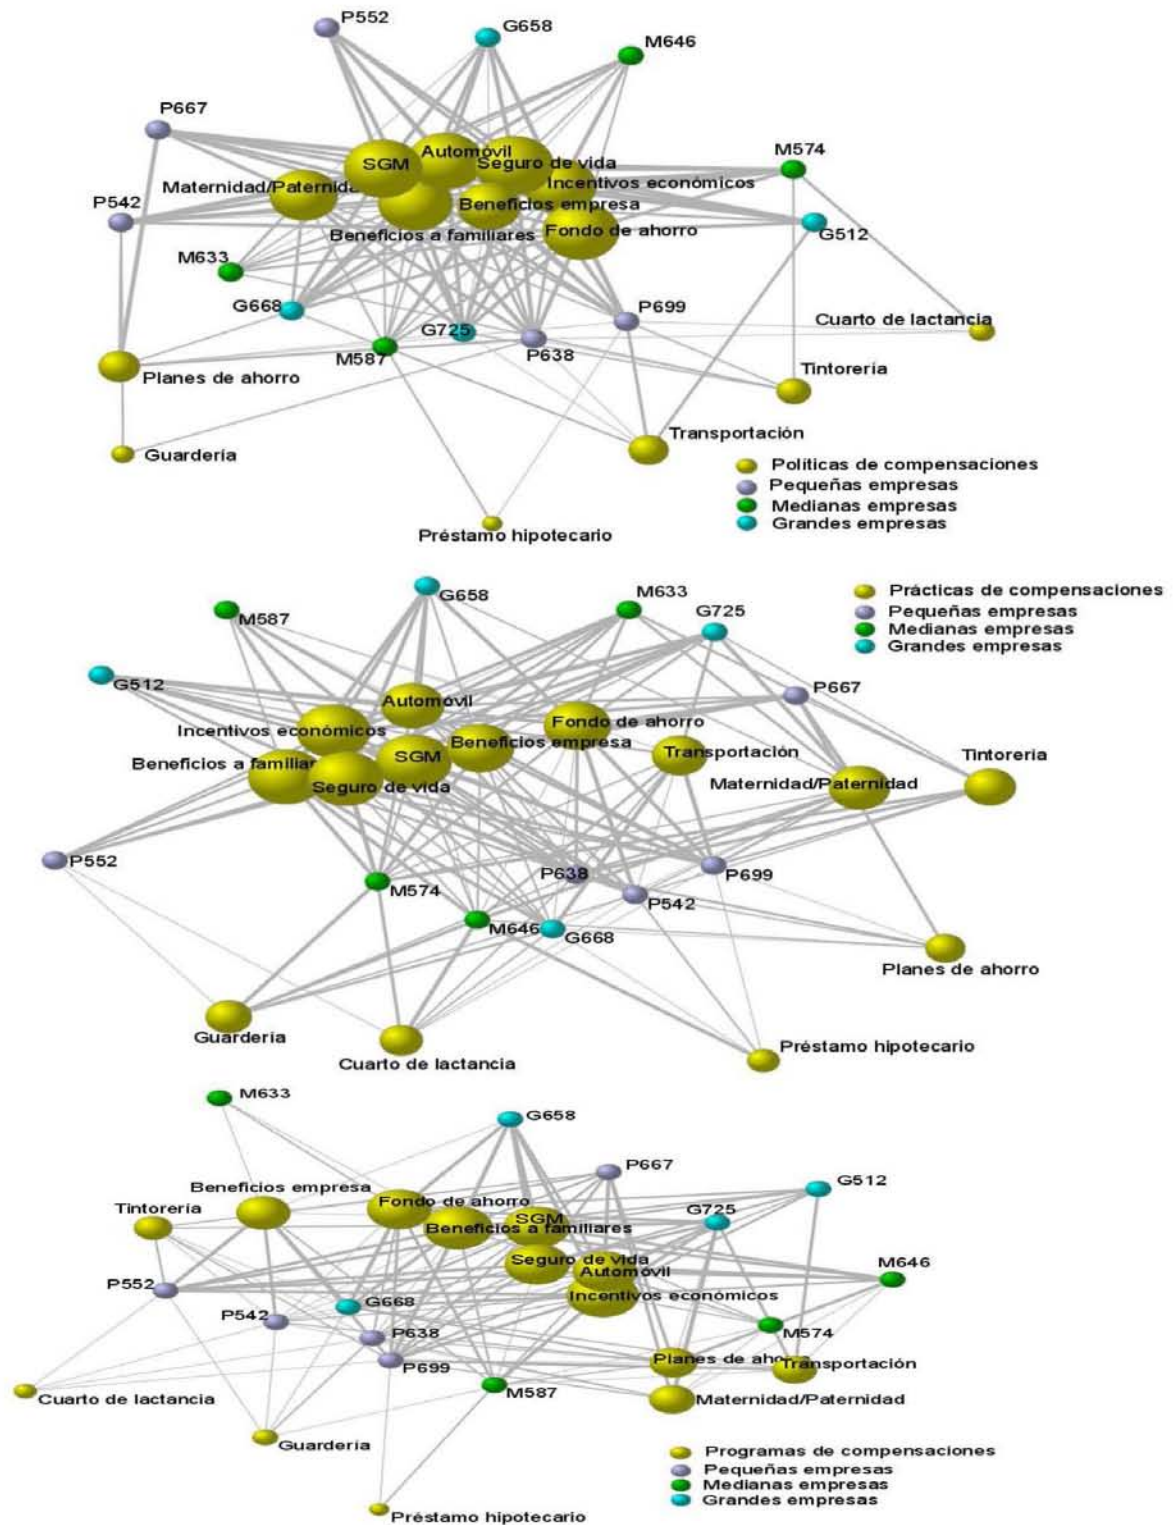 P552
G658
M646
P667
M574
Automóvil
SGM
Seguro de vida
Incentivos económicos
Maternidad/Paternida
P542
Beneficios empresa
Beneficios a familiares
Fondo de ahorro
G512
M633
G668
P699
Cuarto de lactancia
G725
M587
P638
Tintorería
Planes de ahorro
Transportación
Guardería
Políticas de compensaciones
Pequeñas empresas
Medianas empresas
Grandes empresas
Préstamo hipotecario
G658
M633
Prácticas de compensaciones
M587
G725
Pequeñas empresas
Medianas empresas
Grandes empresas
G512
P667
Automóvil
Fondo de ahorro
Incentivos económicos
Beneficios empresa
Transportación
Tintorería
SGM
Beneficios a familiar
Seguro de vida
Maternidad/Paternidad
P552
P638
P699
M574
P542
M646
G668
Planes de ahorro
Guardería
Cuarto de lactancia
Préstamo hipotecario
M633
G658
P667
G512
Beneficios empresa
Fondo de ahorro
Tintorería
SGM
G725
Beneficios a familiares
Seguro de vida
Automóvil
M646
P552
Incentivos económicos
G668
P542
P638
M574
P699
Planes de ahor
Transportación
M587
Cuarto de lactancia
Maternidad/Paternidad
Guardería
Programas de compensaciones
Pequeñas empresas
Medianas empresas
Grandes empresas
Préstamo hipotecario